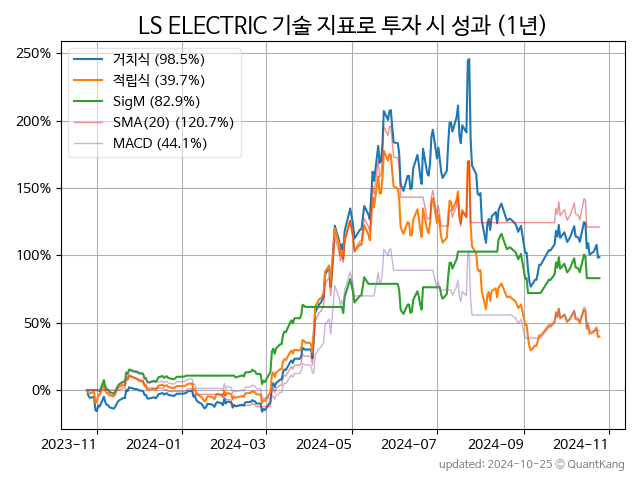 LS ELECTRIC 기술 지표로 투자 시 성과 (1년)
250%
200%
150%
100%
50%
0%
거치식 (98.5%)
적립식 (39.7%)
SigM (82.9%)
SMA(20) (120.7%)
MACD (44.1%)
2023-11
2024-01
2024-03
2024-05
2024-07
2024-09
2024-11
updated: 2024-10-25 © QuantKang